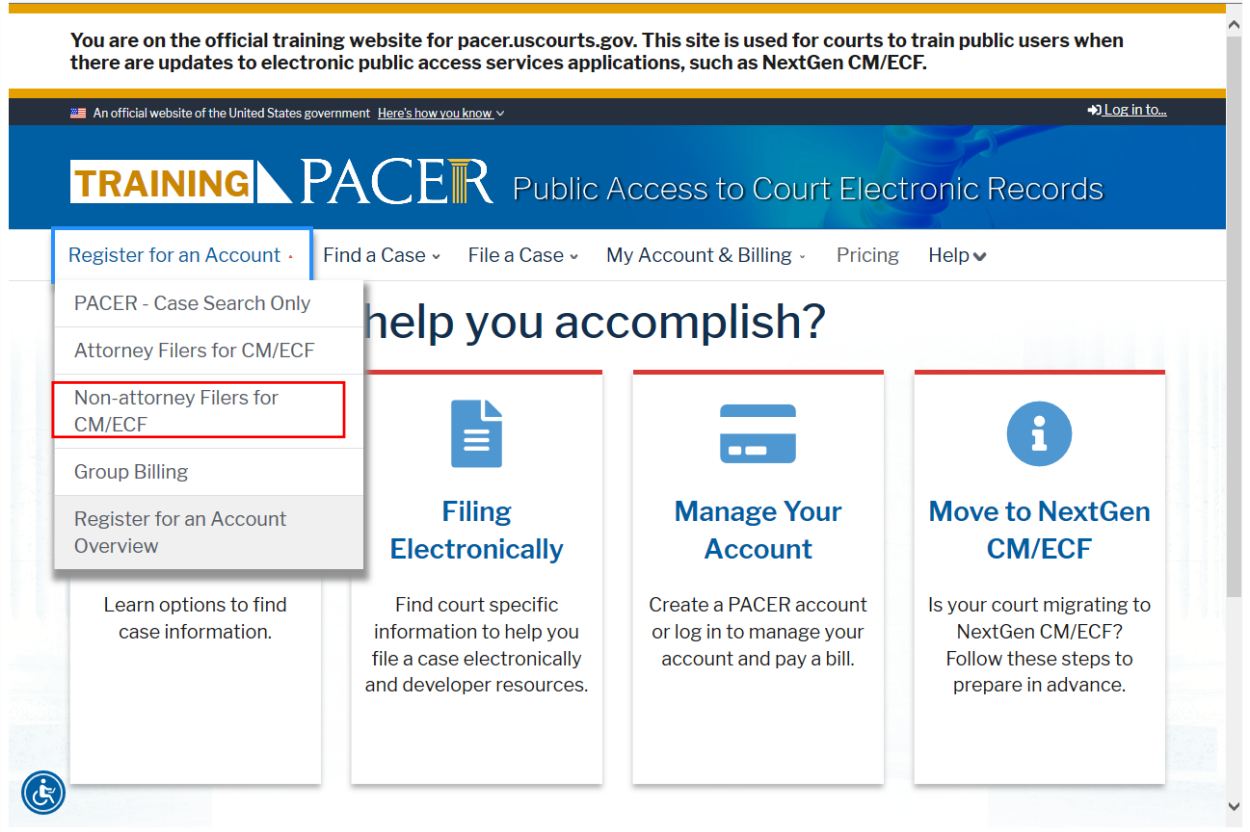 You are on the official training website for pacer.uscourts.gov. This site is used for courts to train public users when
there are updates to electronic public access services applications, such as NextGen CM/ECF.
An official website of the United States government Here's how you know
Log in to...
TRAINING PACER Public Access to Court Electronic Records
Register for an Account Find a Case File a Case My Account & Billing Pricing Help
PACER - Case Search Only
Attorney Filers for CM/ECF
Non-attorney Filers for
CM/ECF
Group Billing
Register for an Account
Overview
help you accomplish?
Learn options to find
case information.
Filing
Electronically
Find court specific
information to help you
file a case electronically
and developer resources.
Manage Your
Account
Create a PACER account
or log in to manage your
account and pay a bill.
Move to NextGen
CM/ECF
Is your court migrating to
NextGen CM/ECF?
Follow these steps to
prepare in advance.